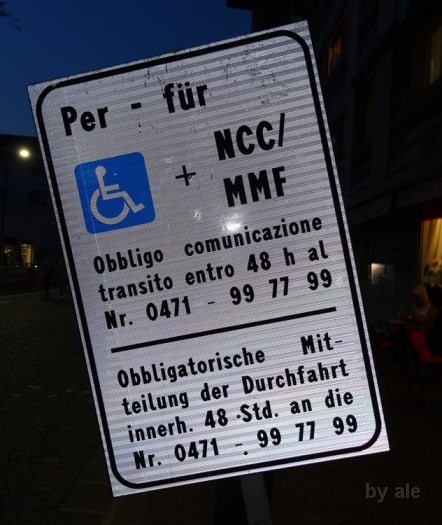 Per - für
+ NCC/
MMF
Obbligo comunicazione
transito entro 48 h al
Nr. 0471 - 99 77 99
Obbligatorische Mit-
teilung der Durchfahrt
innerh. 48 Std. an die
Nr. 0471 - 99 77 99
by ale